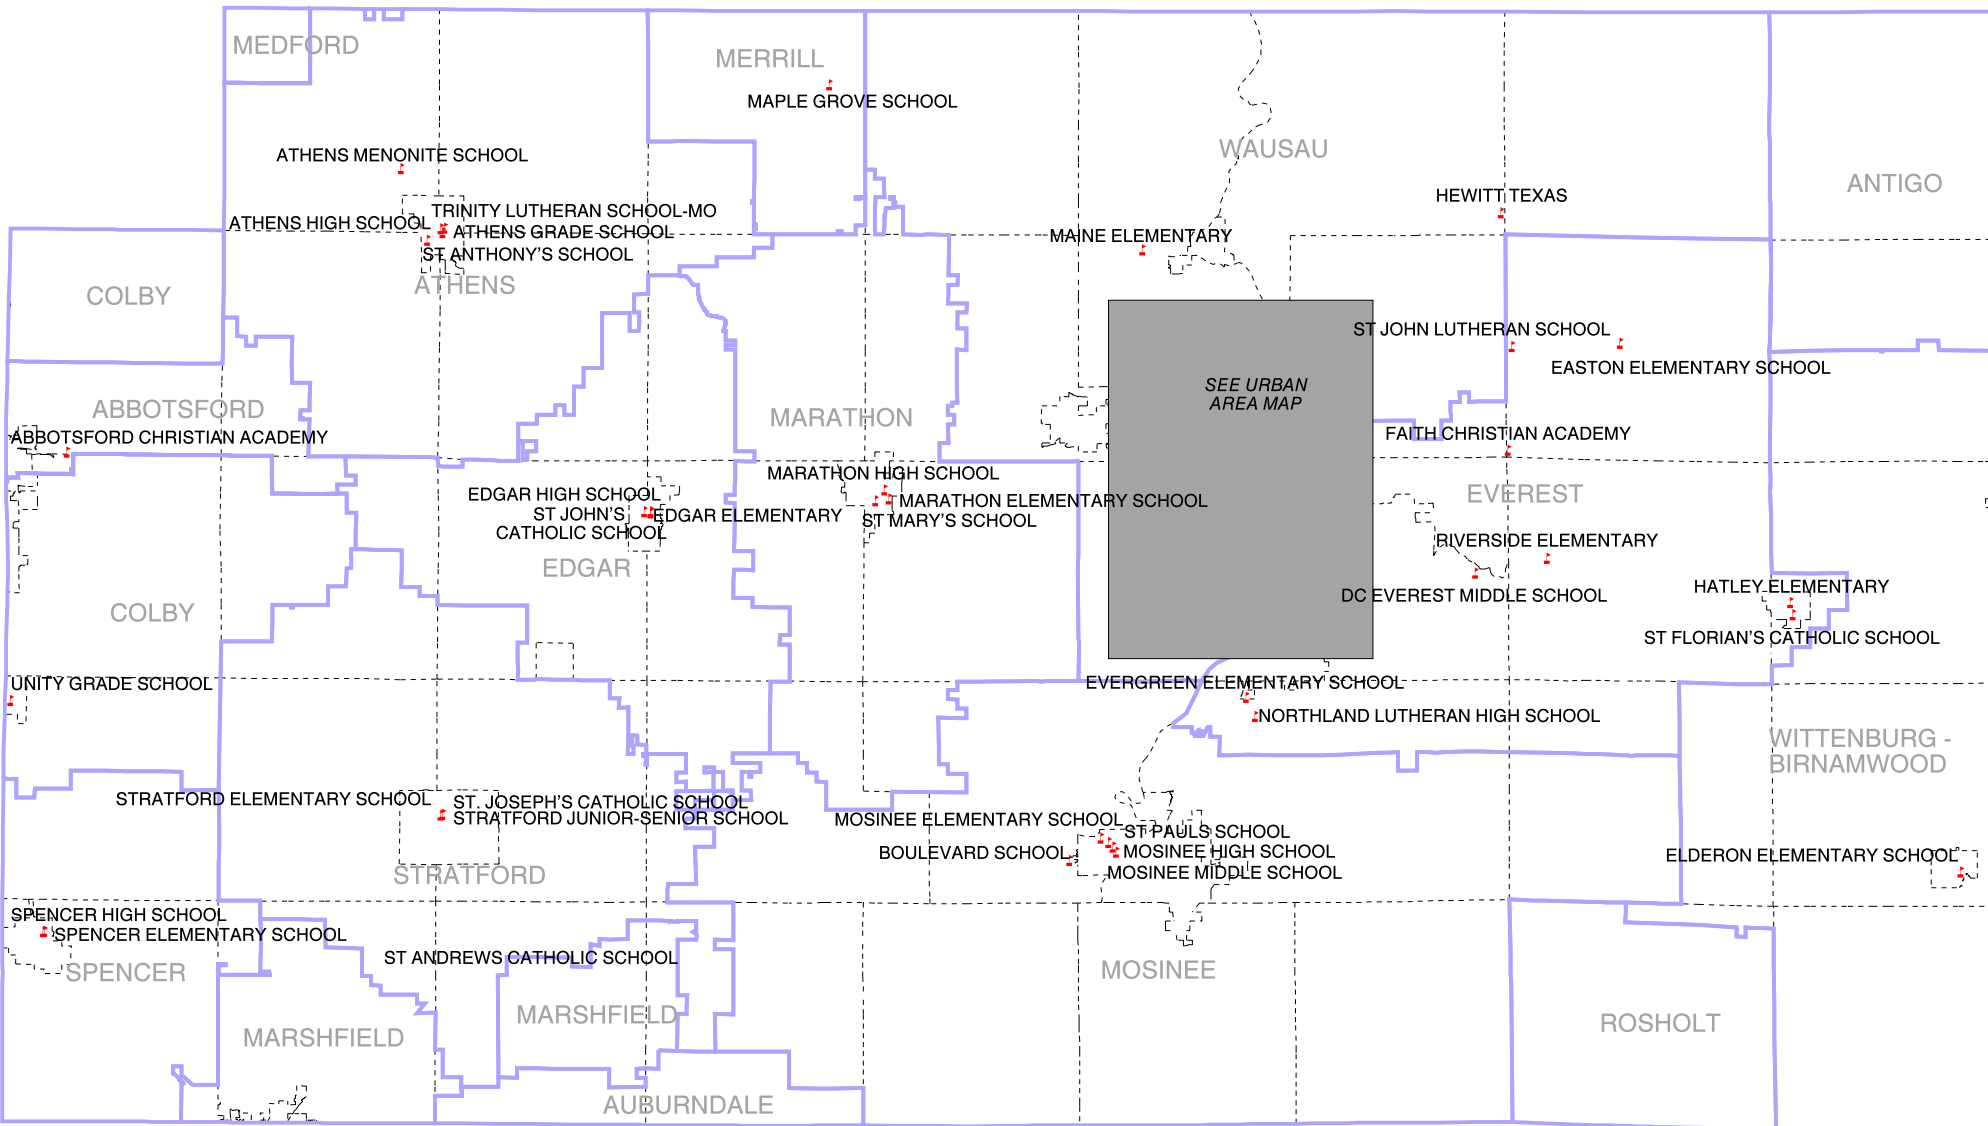 MEDFORD
MERRILL
MAPLE GROVE SCHOOL
WAUSAU
ATHENS MENONITE SCHOOL
ANTIGO
HEWITT TEXAS
TRINITY LUTHERAN SCHOOL-MO
ATHENS HIGH SCHOOL
ATHENS GRADE SCHOOL
MAINE ELEMENTARY
ST ANTHONY'S SCHOOL
ATHENS
COLBY
ST JOHN LUTHERAN SCHOOL
EASTON ELEMENTARY SCHOOL
SEE URBAN
AREA MAP
ABBOTSFORD
MARATHON
ABBOTSFORD CHRISTIAN ACADEMY
FAITH CHRISTIAN ACADEMY
MARATHON HIGH SCHOOL
EDGAR HIGH SCHOOL
EVEREST
MARATHON ELEMENTARY SCHOOL
ST JOHN'S
CATHOLIC SCHOOL
EDGAR ELEMENTARY
ST MARY'S SCHOOL
RIVERSIDE ELEMENTARY
EDGAR
HATLEY ELEMENTARY
DC EVEREST MIDDLE SCHOOL
COLBY
ST FLORIAN'S CATHOLIC SCHOOL
UNITY GRADE SCHOOL
EVERGREEN ELEMENTARY SCHOOL
NORTHLAND LUTHERAN HIGH SCHOOL
WITTENBURG -
BIRNAMWOOD
STRATFORD ELEMENTARY SCHOOL
ST. JOSEPH'S CATHOLIC SCHOOL
STRATFORD JUNIOR-SENIOR SCHOOL
MOSINEE ELEMENTARY SCHOOL
ST PAULS SCHOOL
BOULEVARD SCHOOL
MOSINEE HIGH SCHOOL
ELDERON ELEMENTARY SCHOOL
MOSINEE MIDDLE SCHOOL
STRATFORD
SPENCER HIGH SCHOOL
SPENCER ELEMENTARY SCHOOL
ST ANDREWS CATHOLIC SCHOOL
SPENCER
MOSINEE
MARSHFIELD
ROSHOLT
MARSHFIELD
AUBURNDALE